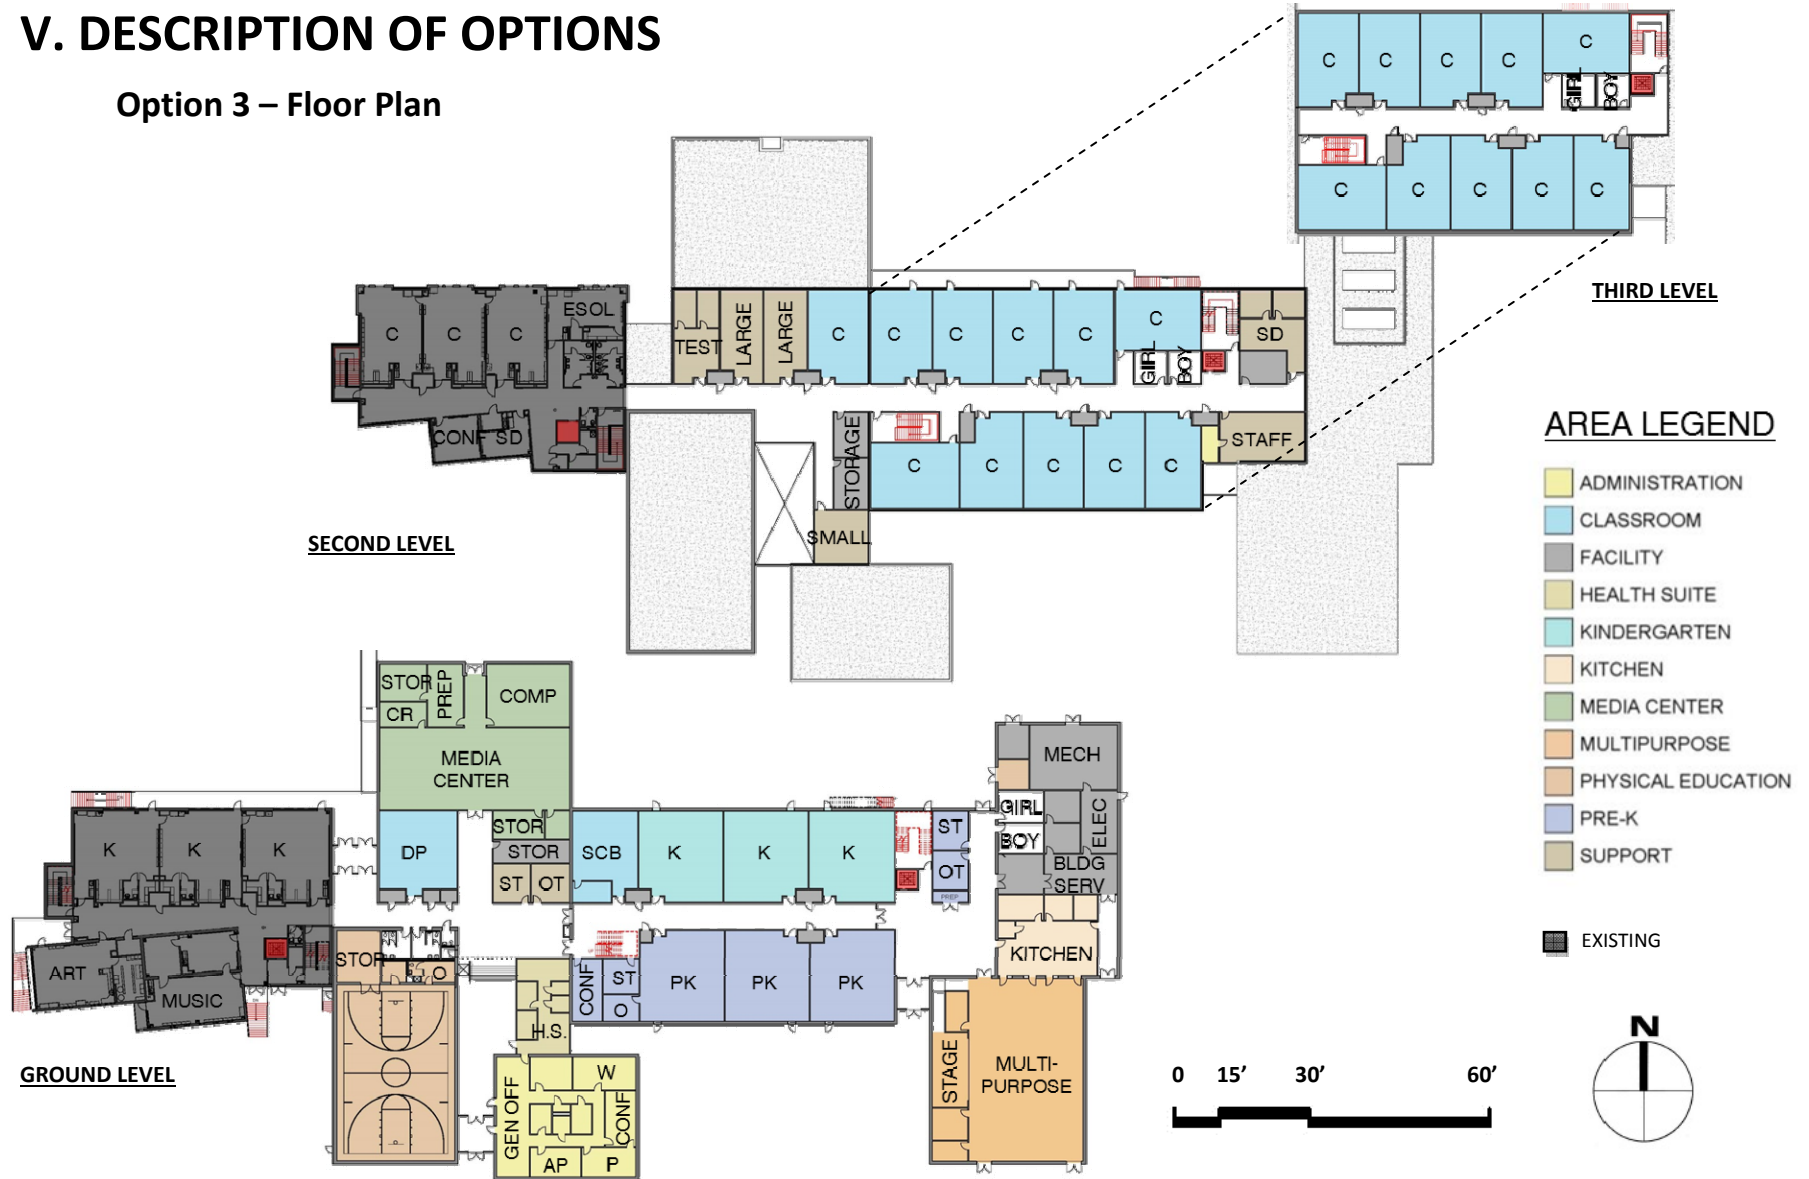 V. DESCRIPTION OF OPTIONS
Option 3 – Floor Plan
C C C C C
GIRL BOY
C C C C C
THIRD LEVEL
C C C ESOL
CONF SD
TEST LARGE LARGE C C C C C C
GIRL BOY SD
STORAGE C C C C C STAFF
SMALL
SECOND LEVEL
AREA LEGEND
ADMINISTRATION
CLASSROOM
FACILITY
HEALTH SUITE
KINDERGARTEN
KITCHEN
MEDIA CENTER
MULTIPURPOSE
PHYSICAL EDUCATION
PRE-K
SUPPORT
EXISTING
STOR PREP COMP
CR
MEDIA
CENTER
MECH
GIRL
BOY
ELEC
BLDG
SERV
K K K
DP
STOR
STOR
ST OT
SCB K K K
ST
OT
PREP
KITCHEN
ART
MUSIC
STOR O
CONF ST
O
PK PK PK
H.S.
GEN OFF
W
CONF
AP P
STAGE
MULTI-
PURPOSE
GROUND LEVEL
0 15’ 30’ 60’
N